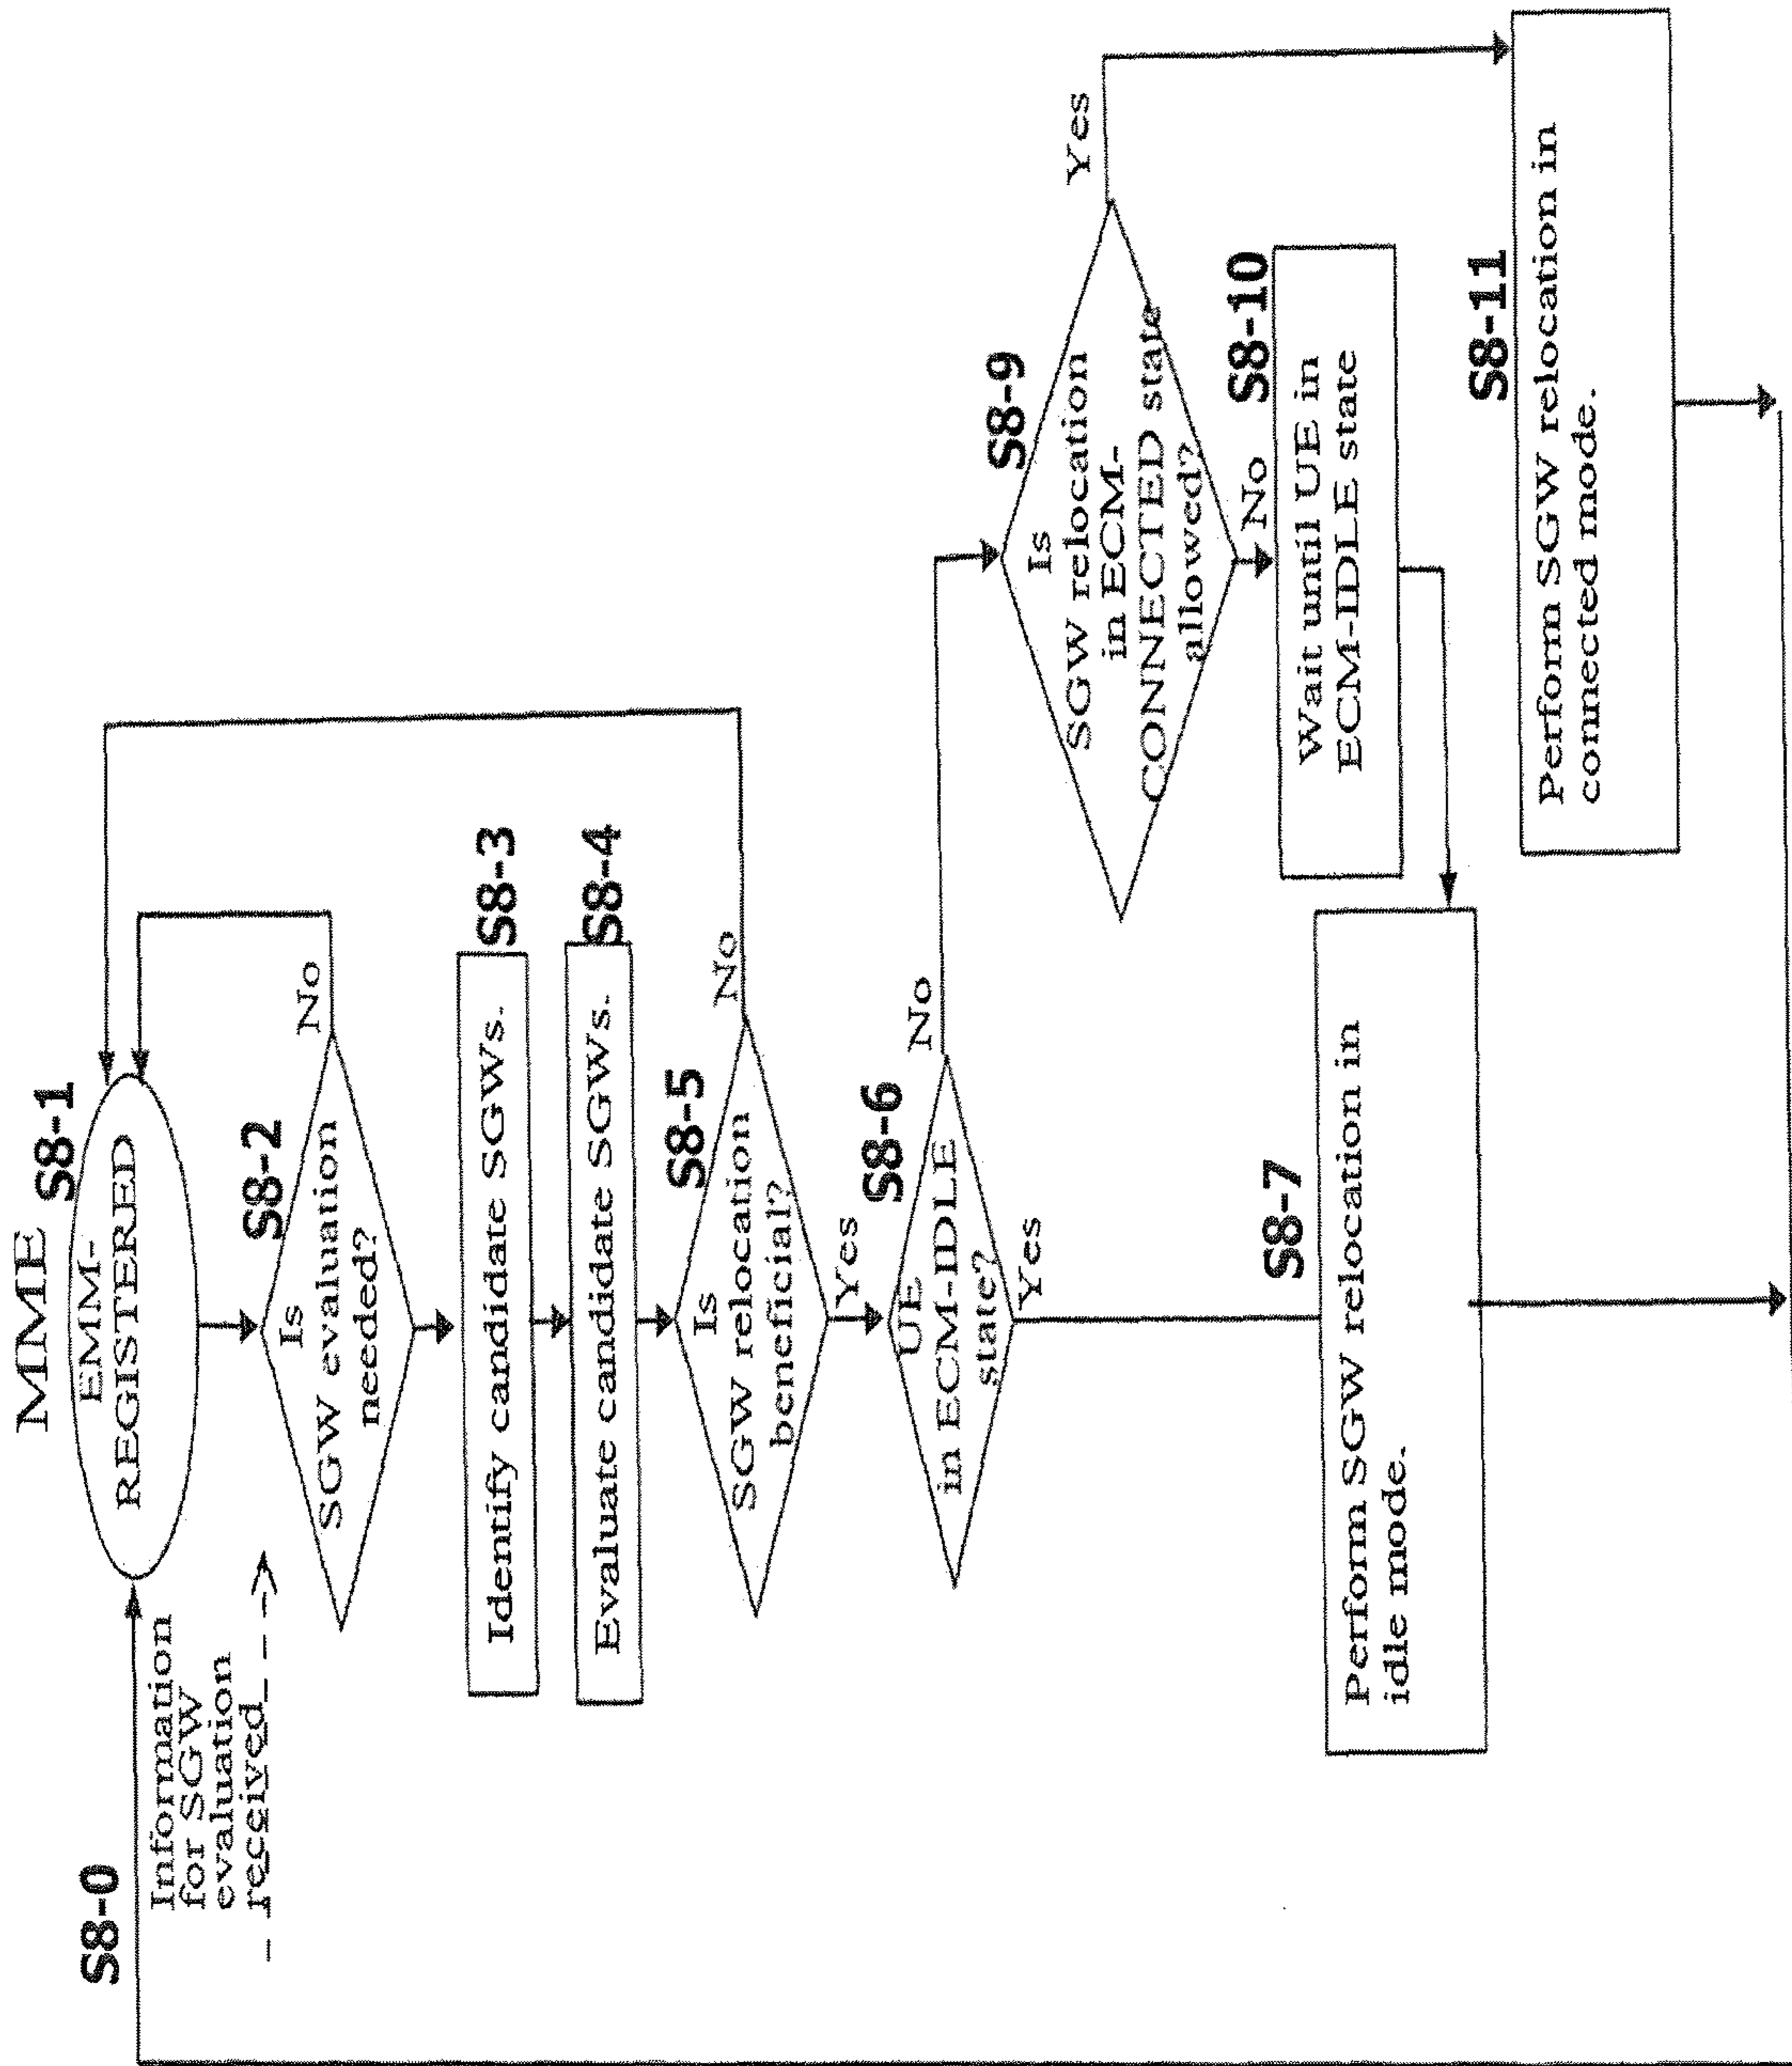 MME
S8-1
EMM-
REGISTERED
S8-0
Information
for SGW
evaluation
received
S8-2
Is
SGW evaluation
needed?
No
S8-3
Identify candidate SGWs.
S8-4
Evaluate candidate SGWs.
S8-5
Is
SGW relocation
beneficial?
No
Yes
S8-6
UE
in ECM-IDLE
state?
No
Yes
S8-7
Perfom SGW relocation in
idle mode.
S8-9
Is
SGW relocation
in ECM-
CONNECTED state
allowed?
Yes
No
S8-10
Wait until UE in
ECM-IDLE state
S8-11
Perform SGW relocation in
connected mode.